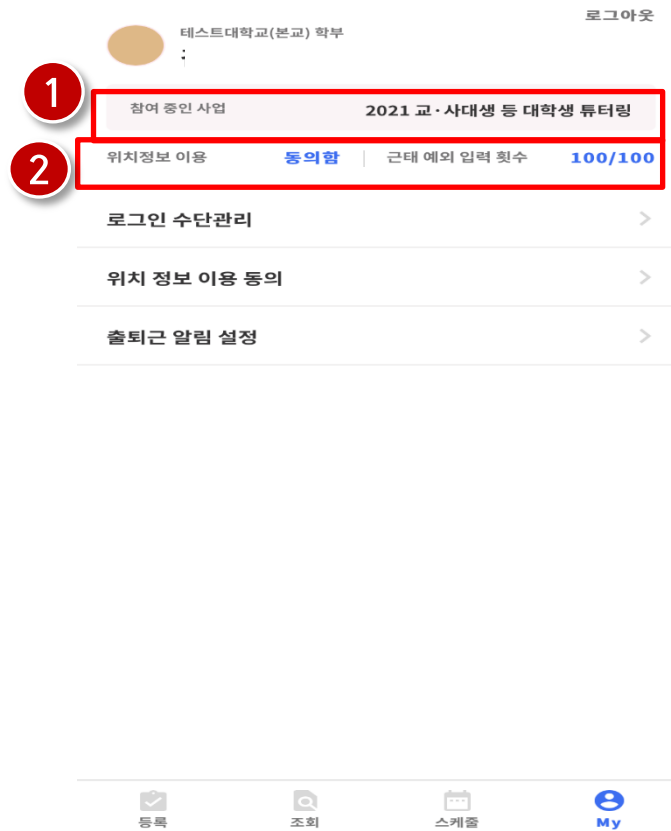 로그아웃
테스트대학교(본교) 학부
1
참여 중인 사업 2021 교·사대생 등 대학생 튜터링
2
위치정보 이용 동의함 근태 예외 입력 횟수 100/100
로그인 수단관리
위치 정보 이용 동의
출퇴근 알림 설정
등록 조회 스케줄 My